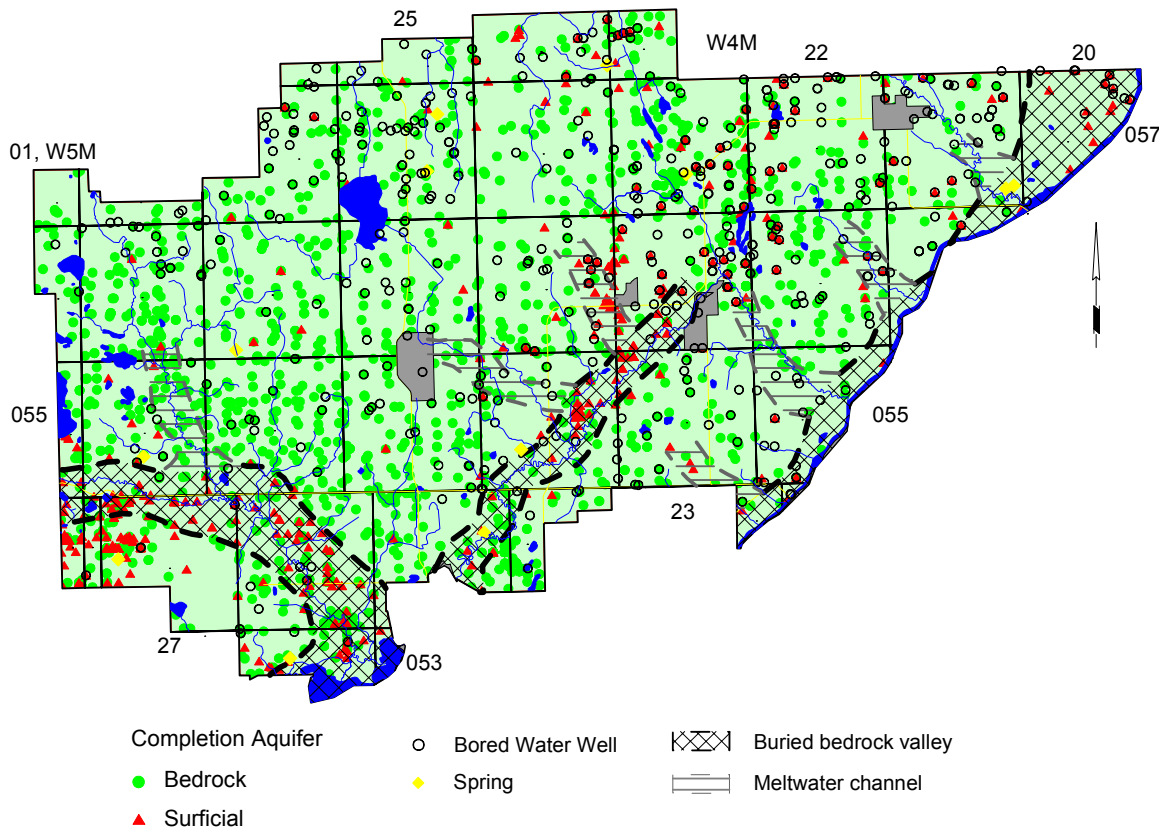 25
W4M
22
20
057
01, W5M
055
055
23
27
053
Completion Aquifer
Bedrock
Surficial
Bored Water Well
Spring
Buried bedrock valley
Meltwater channel